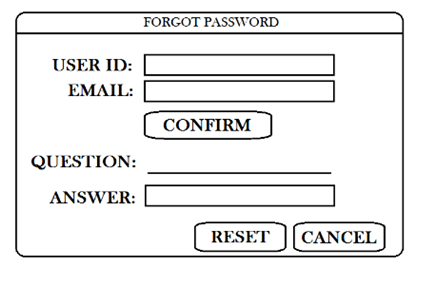 FORGOT PASSWORD
USER ID:
EMAIL:
CONFIRM
QUESTION:
ANSWER:
RESET CANCEL